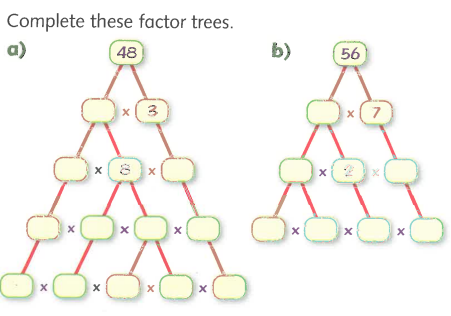 Complete these factor trees.
a) 48
x 3
x 8 x
x x x
x x x x
b) 56
x 7
x 2 x
x x x